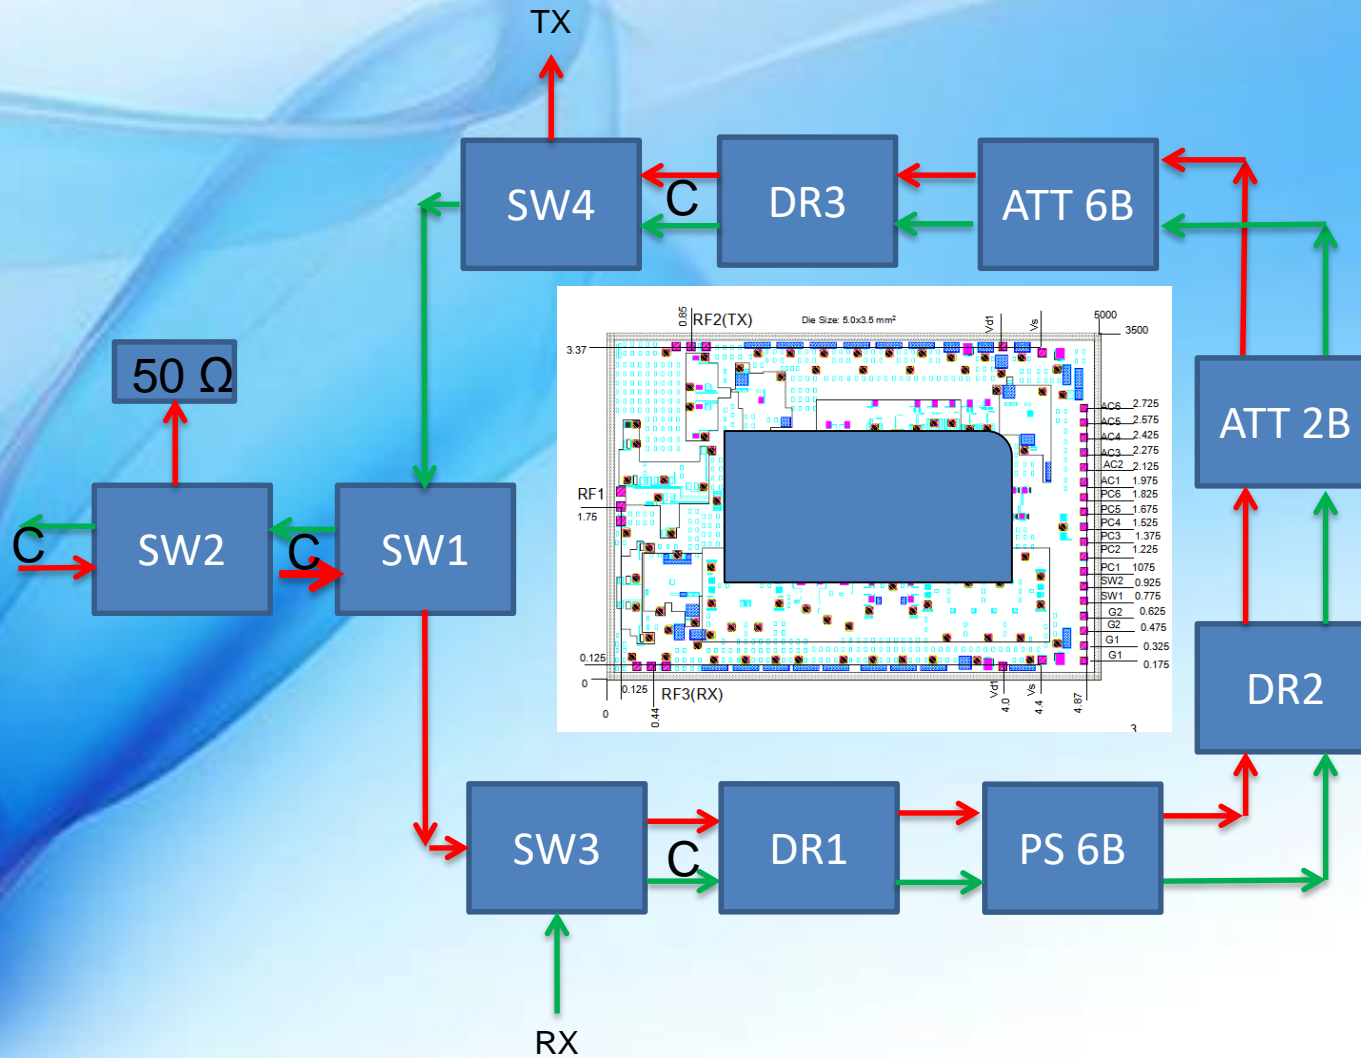 TX
SW4
C
DR3
ATT 6B
50 Ω
C
SW2
C
SW1
ATT 2B
DR2
SW3
C
DR1
PS 6B
RX
0.85
RF2(TX)
Die Size: 5.0x3.5 mm²
Vd1
Vs
5000
3500
3.37
RF1
1.75
AC6 2.725
AC5 2.575
AC4 2.425
AC3 2.275
AC2 2.125
AC1 1.975
PC6 1.825
PC5 1.675
PC4 1.525
PC3 1.375
PC2 1.225
PC1 1075
SW2 0.925
SW1 0.775
G2 0.625
G2 0.475
G1 0.325
G1 0.175
0.125
0
0.125
0
0.44
RF3(RX)
Vd1
4.0
Vs
4.4
4.87
3